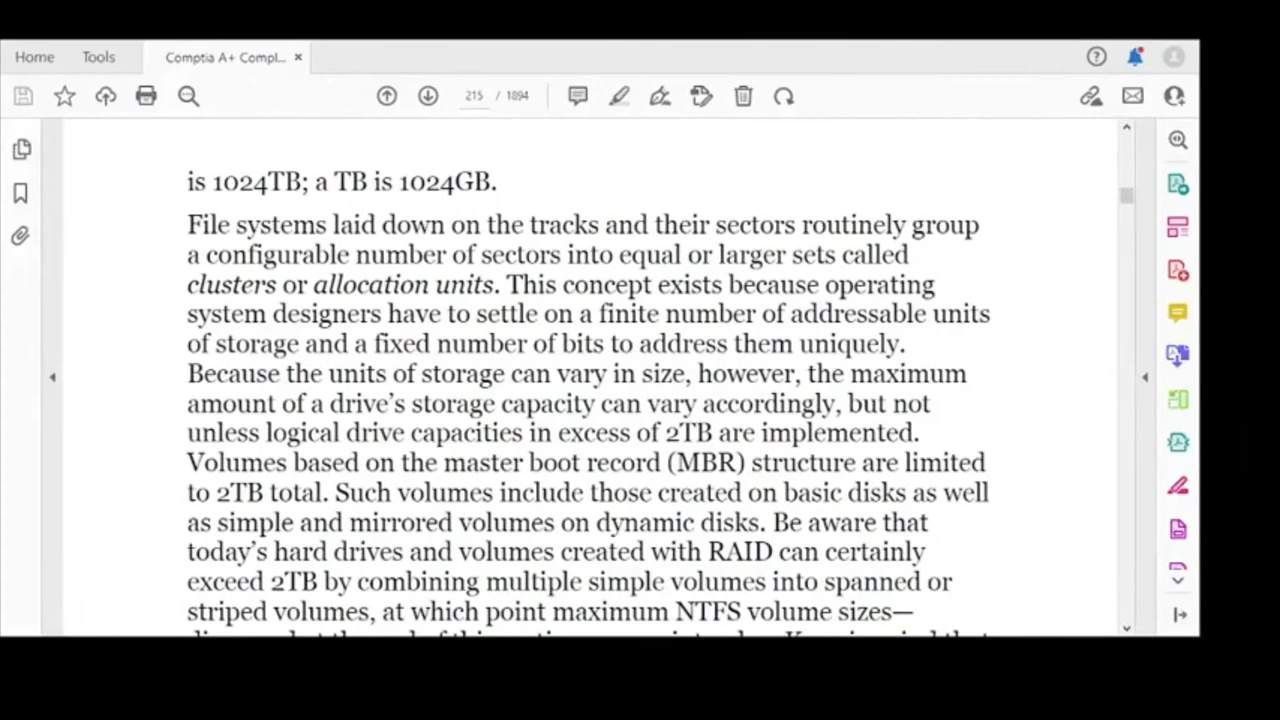 Home Tools Comptia A+ Compl...
215 / 1894
is 1024TB; a TB is 1024GB.
File systems laid down on the tracks and their sectors routinely group
a configurable number of sectors into equal or larger sets called
clusters or allocation units. This concept exists because operating
system designers have to settle on a finite number of addressable units
of storage and a fixed number of bits to address them uniquely.
Because the units of storage can vary in size, however, the maximum
amount of a drive’s storage capacity can vary accordingly, but not
unless logical drive capacities in excess of 2TB are implemented.
Volumes based on the master boot record (MBR) structure are limited
to 2TB total. Such volumes include those created on basic disks as well
as simple and mirrored volumes on dynamic disks. Be aware that
today’s hard drives and volumes created with RAID can certainly
exceed 2TB by combining multiple simple volumes into spanned or
striped volumes, at which point maximum NTFS volume sizes—